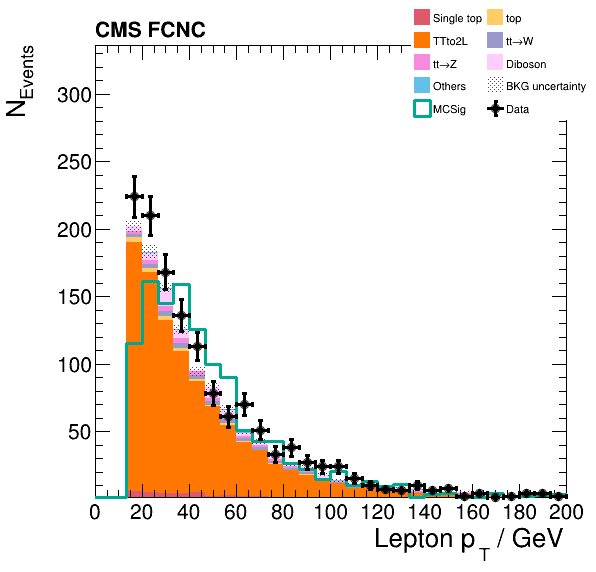 CMS FCNC
Single top
top
TTto2L
tt→W
tt→Z
Diboson
Others
BKG uncertainty
MCSig
Data
N_Events
300
250
200
150
100
50
0 20 40 60 80 100 120 140 160 180 200
Lepton p_T / GeV